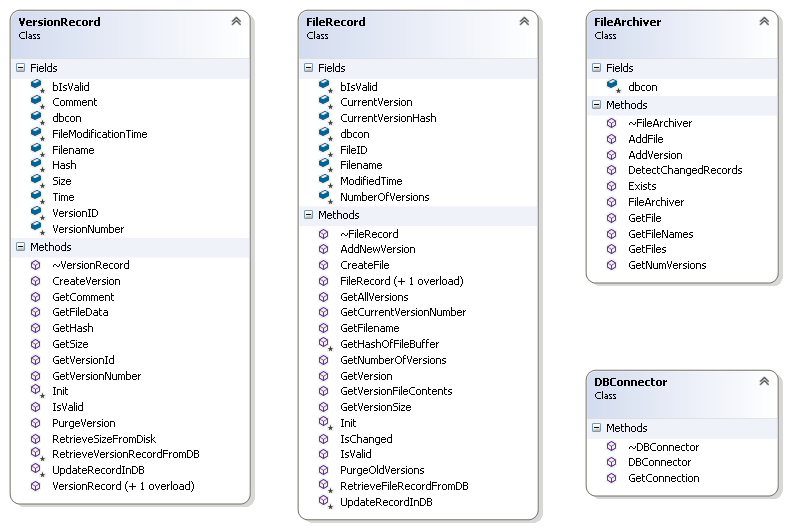 VersionRecord
Class
Fields
bIsValid
Comment
dbcon
FileModificationTime
Filename
Hash
Size
Time
VersionID
VersionNumber
Methods
~VersionRecord
CreateVersion
GetComment
GetFileData
GetHash
GetSize
GetVersionId
GetVersionNumber
Init
IsValid
PurgeVersion
RetrieveSizeFromDisk
RetrieveVersionRecordFromDB
UpdateRecordInDB
VersionRecord (+ 1 overload)
FileRecord
Class
Fields
bIsValid
CurrentVersion
CurrentVersionHash
dbcon
FileID
Filename
ModifiedTime
NumberOfVersions
Methods
~FileRecord
AddNewVersion
CreateFile
FileRecord (+ 1 overload)
GetAllVersions
GetCurrentVersionNumber
GetFilename
GetHashOfFileBuffer
GetNumberOfVersions
GetVersion
GetVersionFileContents
GetVersionSize
Init
IsChanged
IsValid
PurgeOldVersions
RetrieveFileRecordFromDB
UpdateRecordInDB
FileArchiver
Class
Fields
dbcon
Methods
~FileArchiver
AddFile
AddVersion
DetectChangedRecords
Exists
FileArchiver
GetFile
GetFileNames
GetFiles
GetNumVersions
DBConnector
Class
Methods
~DBConnector
DBConnector
GetConnection